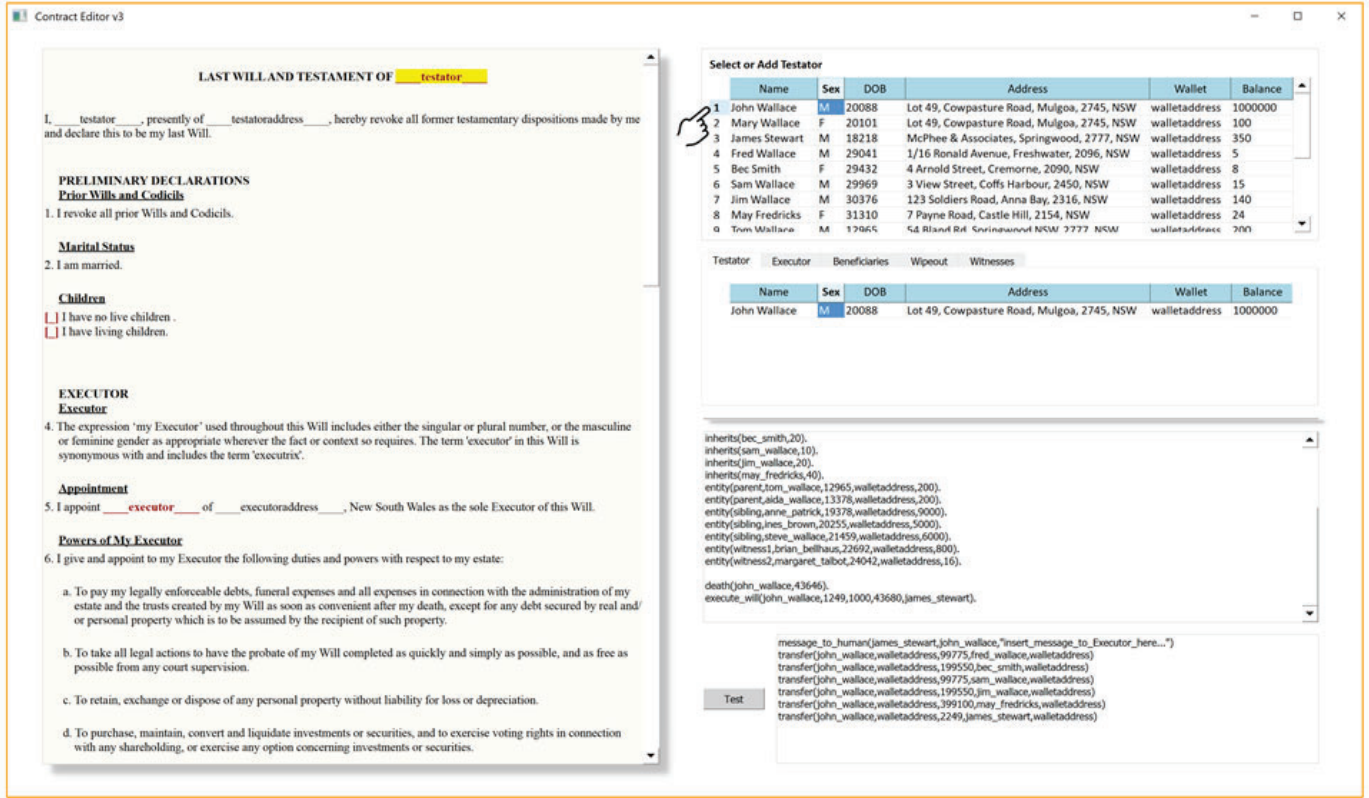 Contract Editor v3
LAST WILL AND TESTAMENT OF ____testator____
I, ____testator____, presently of ____testatoraddress____, hereby revoke all former testamentary dispositions made by me
and declare this to be my last Will.
PRELIMINARY DECLARATIONS
Prior Wills and Codicils
1. I revoke all prior Wills and Codicils.
Marital Status
2. I am married.
Children
[_] I have no live children .
[_] I have living children.
EXECUTOR
Executor
4. The expression ‘my Executor’ used throughout this Will includes either the singular or plural number, or the masculine
or feminine gender as appropriate wherever the fact or context so requires. The term 'executor' in this Will is
synonymous with and includes the term 'executrix'.
Appointment
5. I appoint ____executor____ of ____executoraddress____, New South Wales as the sole Executor of this Will.
Powers of My Executor
6. I give and appoint to my Executor the following duties and powers with respect to my estate:
a. To pay my legally enforceable debts, funeral expenses and all expenses in connection with the administration of my
estate and the trusts created by my Will as soon as convenient after my death, except for any debt secured by real and/
or personal property which is to be assumed by the recipient of such property.
b. To take all legal actions to have the probate of my Will completed as quickly and simply as possible, and as free as
possible from any court supervision.
c. To retain, exchange or dispose of any personal property without liability for loss or depreciation.
d. To purchase, maintain, convert and liquidate investments or securities, and to exercise voting rights in connection
with any shareholding, or exercise any option concerning investments or securities.
Select or Add Testator
Name Sex DOB Address Wallet Balance
1 John Wallace M 20088 Lot 49, Cowpasture Road, Mulgoa, 2745, NSW walletaddress 1000000
2 Mary Wallace F 20101 Lot 49, Cowpasture Road, Mulgoa, 2745, NSW walletaddress 100
3 James Stewart M 18218 McPhee & Associates, Springwood, 2777, NSW walletaddress 350
4 Fred Wallace M 29041 1/16 Ronald Avenue, Freshwater, 2096, NSW walletaddress 5
5 Bec Smith F 29432 4 Arnold Street, Cremorne, 2090, NSW walletaddress 8
6 Sam Wallace M 29969 3 View Street, Coffs Harbour, 2450, NSW walletaddress 15
7 Jim Wallace M 30376 123 Soldiers Road, Anna Bay, 2316, NSW walletaddress 140
8 May Fredricks F 31310 7 Payne Road, Castle Hill, 2154, NSW walletaddress 24
9 Tom Wallace M 12965 54 Bland Rd, Springwood NSW, 2777, NSW walletaddress 200
Testator Executor Beneficiaries Wipeout Witnesses
Name Sex DOB Address Wallet Balance
John Wallace M 20088 Lot 49, Cowpasture Road, Mulgoa, 2745, NSW walletaddress 1000000
inherits(bec_smith,20).
inherits(sam_wallace,10).
inherits(jim_wallace,20).
inherits(may_fredricks,40).
entity(parent,tom_wallace,12965,walletaddress,200).
entity(parent,aida_wallace,13378,walletaddress,200).
entity(sibling,anne_patrick,19378,walletaddress,9000).
entity(sibling,ines_brown,20255,walletaddress,5000).
entity(sibling,steve_wallace,21459,walletaddress,6000).
entity(witness1,brian_bellhaus,22692,walletaddress,800).
entity(witness2,margaret_talbot,24042,walletaddress,16).
death(john_wallace,43646).
execute_will(john_wallace,1249,1000,43680,james_stewart).
Test
message_to_human(james_stewart,john_wallace,"insert_message_to_Executor_here...")
transfer(john_wallace,walletaddress,99775,fred_wallace,walletaddress)
transfer(john_wallace,walletaddress,199550,bec_smith,walletaddress)
transfer(john_wallace,walletaddress,99775,sam_wallace,walletaddress)
transfer(john_wallace,walletaddress,199550,jim_wallace,walletaddress)
transfer(john_wallace,walletaddress,399100,may_fredricks,walletaddress)
transfer(john_wallace,walletaddress,2249,james_stewart,walletaddress)